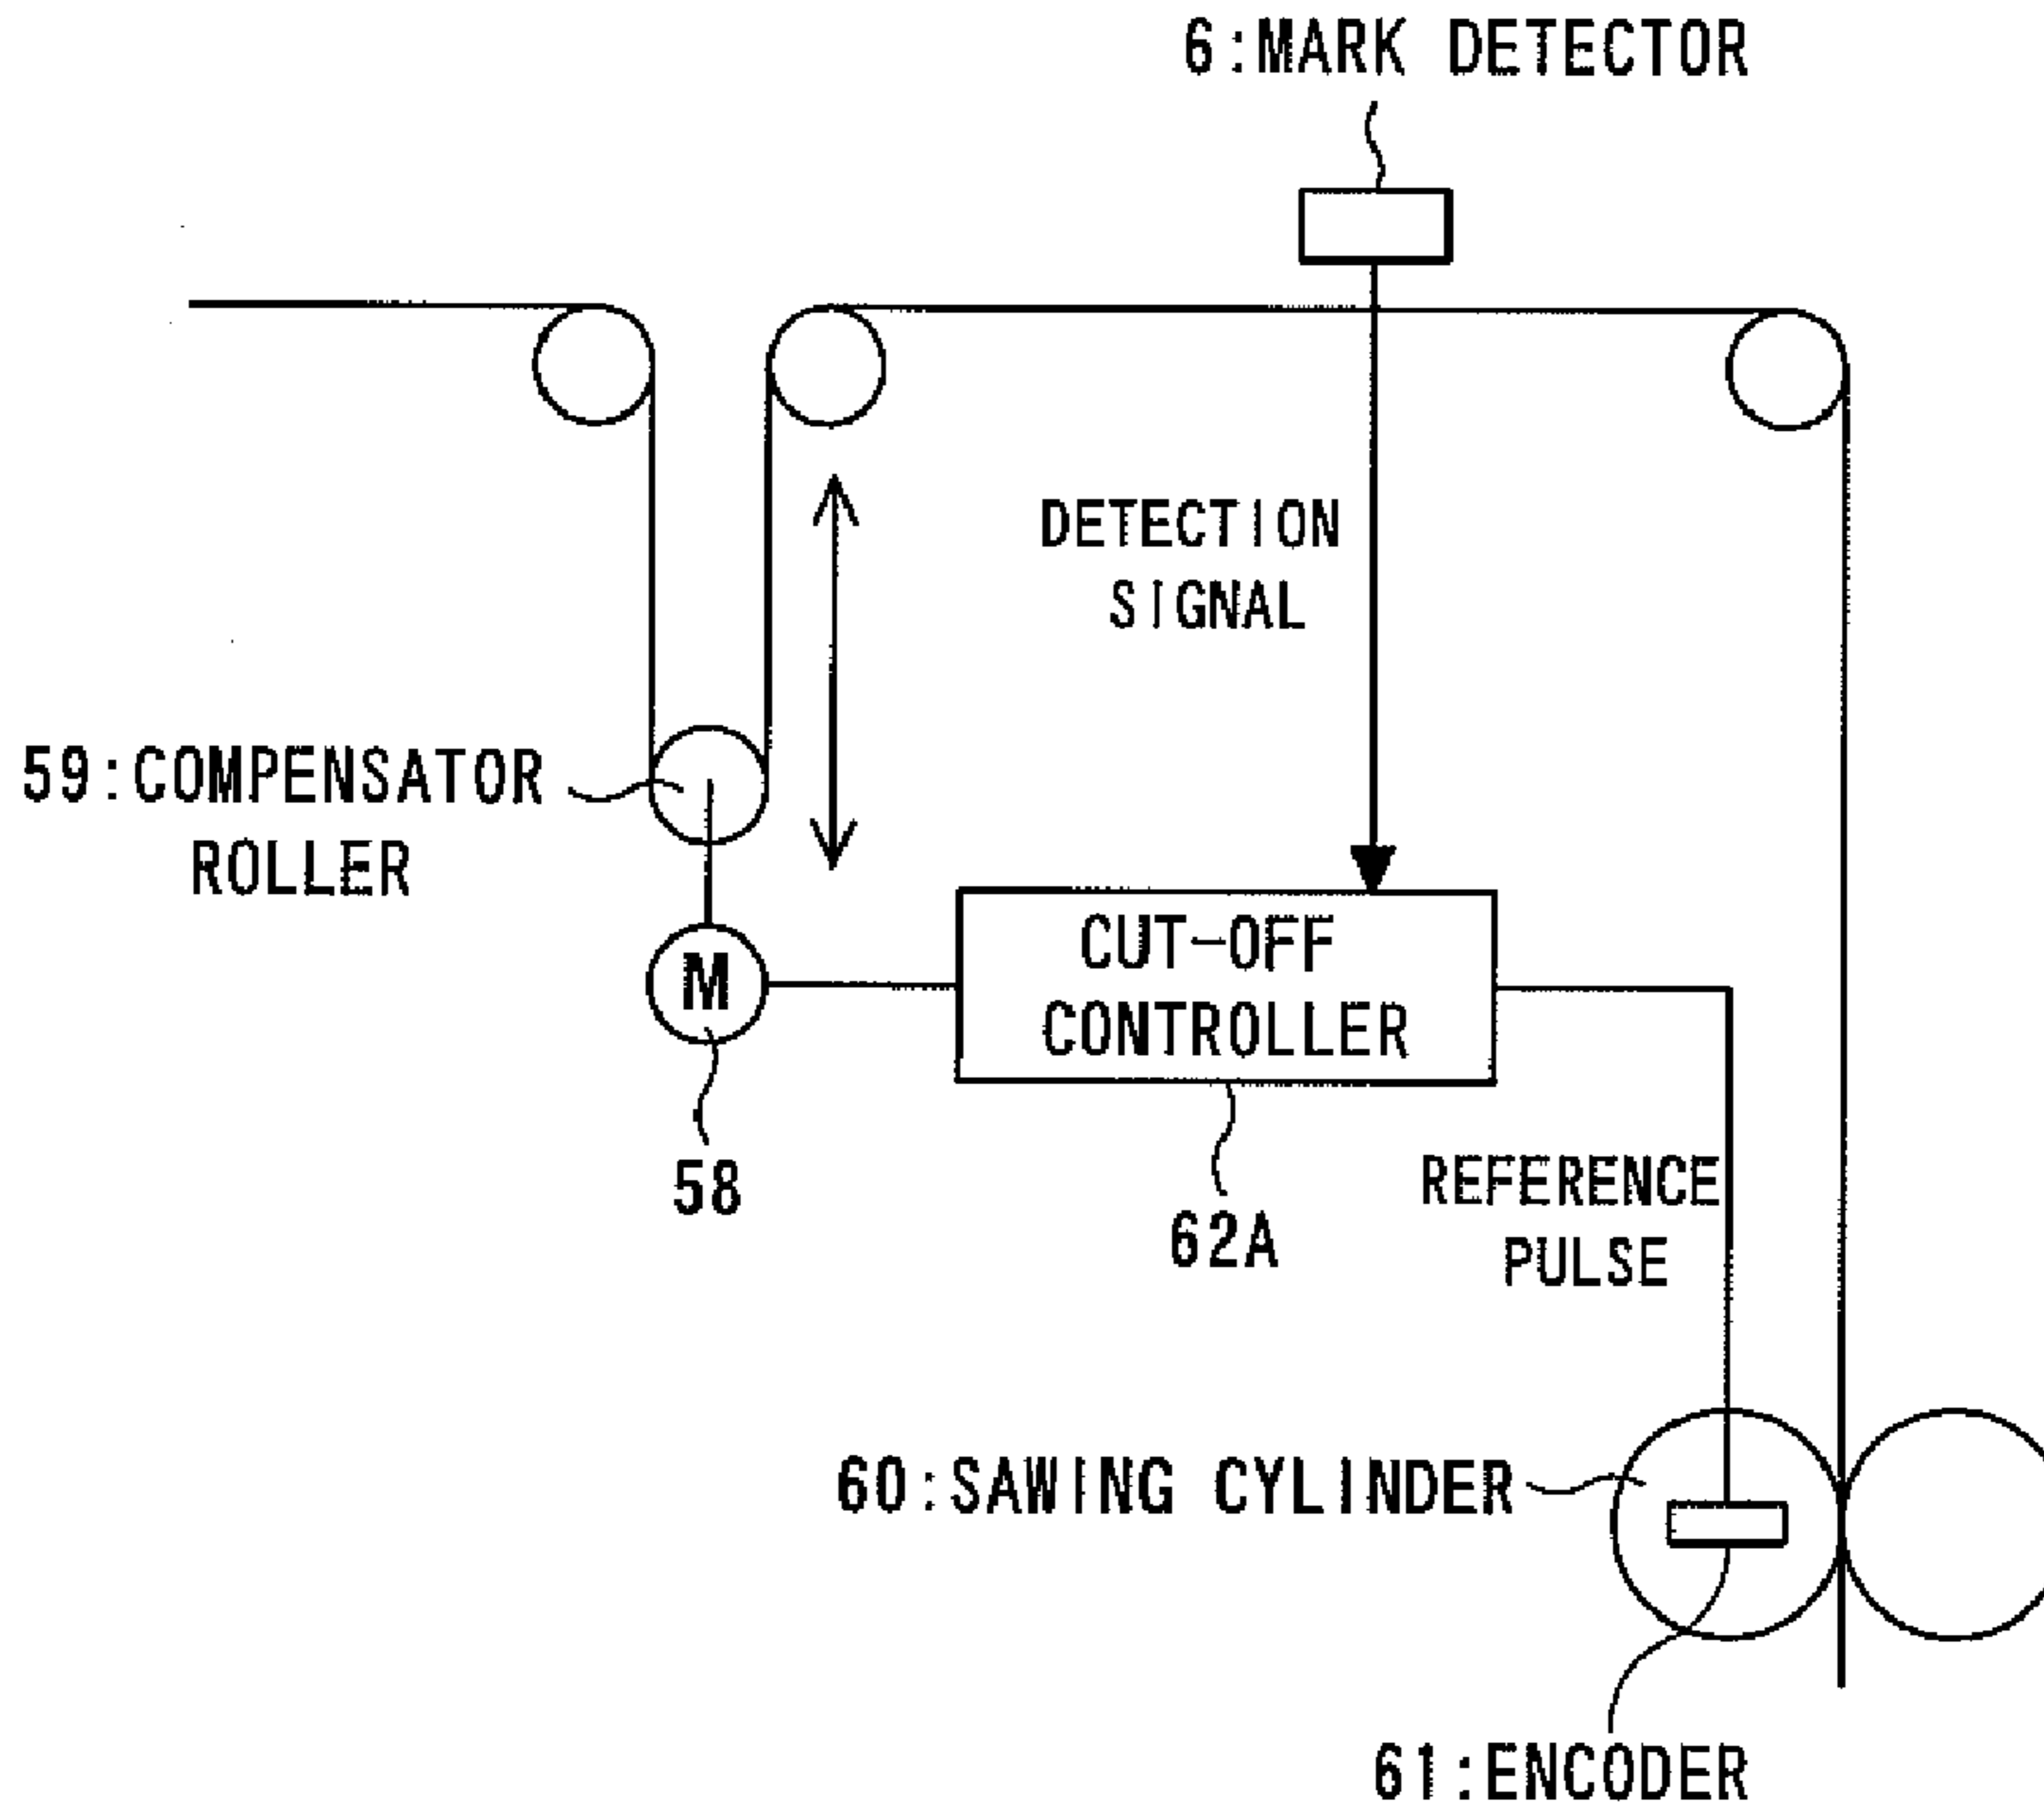 6:MARK DETECTOR
DETECTION
SIGNAL
59:COMPENSATOR
ROLLER
CUT-OFF
CONTROLLER
M
58
62A
REFERENCE
PULSE
60:SAWING CYLINDER
61:ENCODER